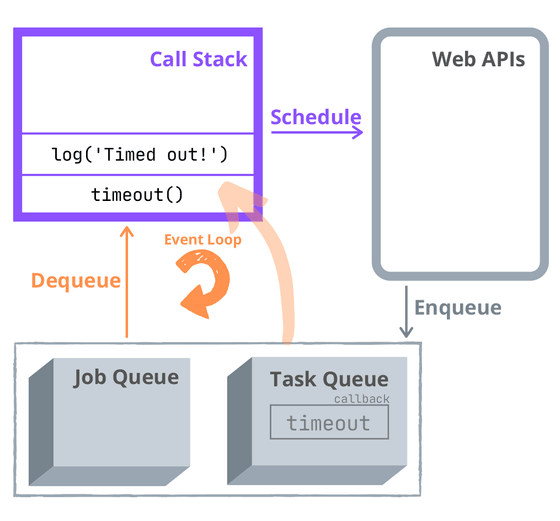 Call Stack
Web APIs
Schedule
log('Timed out!')
timeout()
Event Loop
Dequeue
Enqueue
Job Queue
Task Queue
callback
timeout